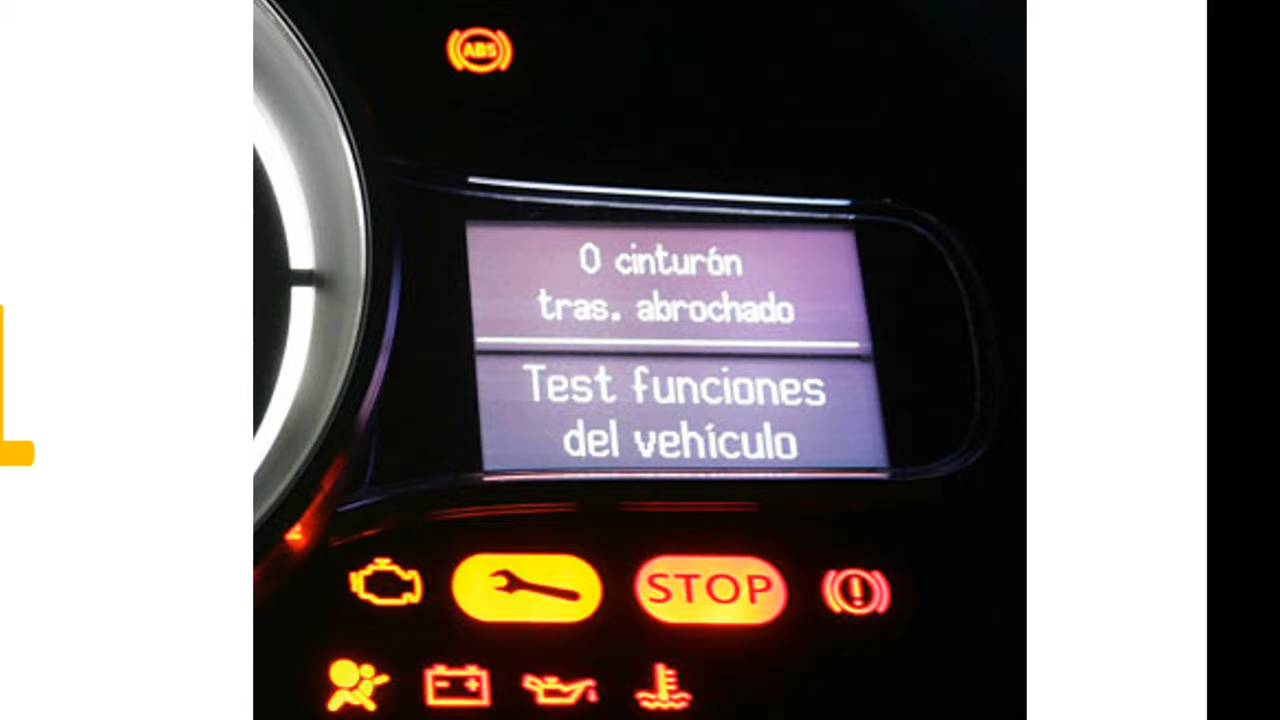 ABS
0 cinturón
tras. abrochado
Test funciones
del vehículo
STOP